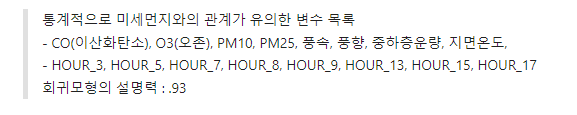 통계적으로 미세먼지와의 관계가 유의한 변수 목록
- CO(이산화탄소), O3(오존), PM10, PM25, 풍속, 풍향, 중하층운량, 지면온도,
- HOUR_3, HOUR_5, HOUR_7, HOUR_8, HOUR_9, HOUR_13, HOUR_15, HOUR_17
회귀모형의 설명력 : .93